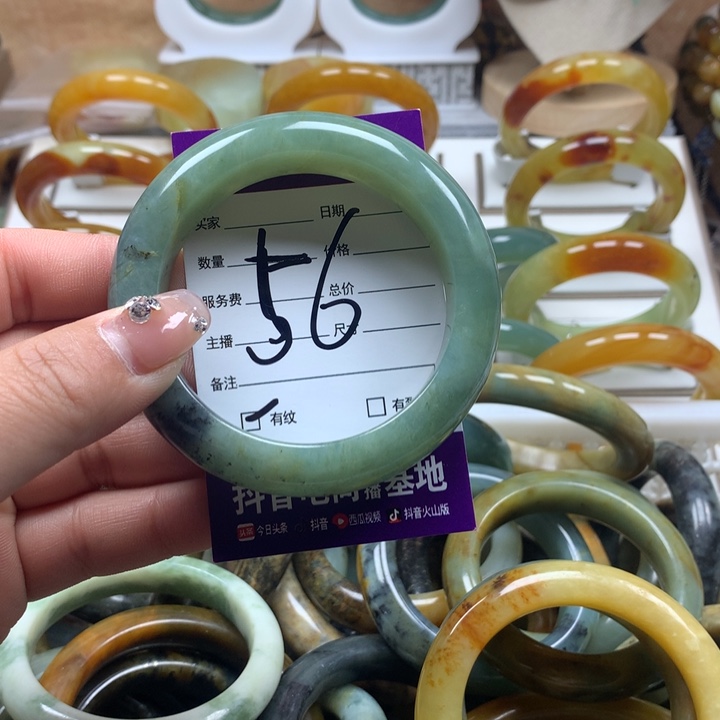 买家 日期
数量 价格
服务费 总价
主播 尺
56
备注
有纹 有
抖音电商直播基地
今日头条 抖音 西瓜视频 抖音火山版